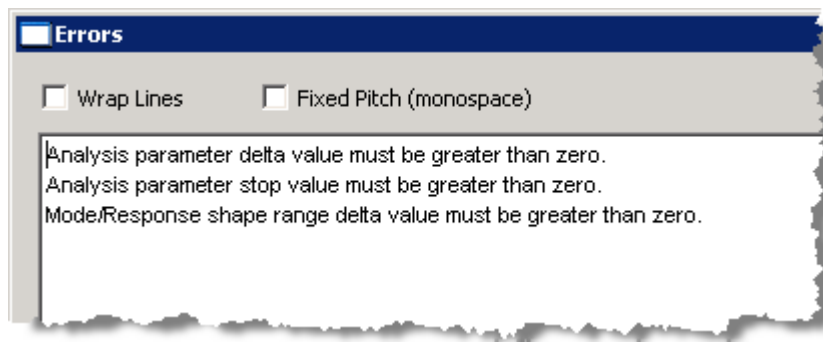 Errors
Wrap Lines Fixed Pitch (monospace)
Analysis parameter delta value must be greater than zero.
Analysis parameter stop value must be greater than zero.
Mode/Response shape range delta value must be greater than zero.